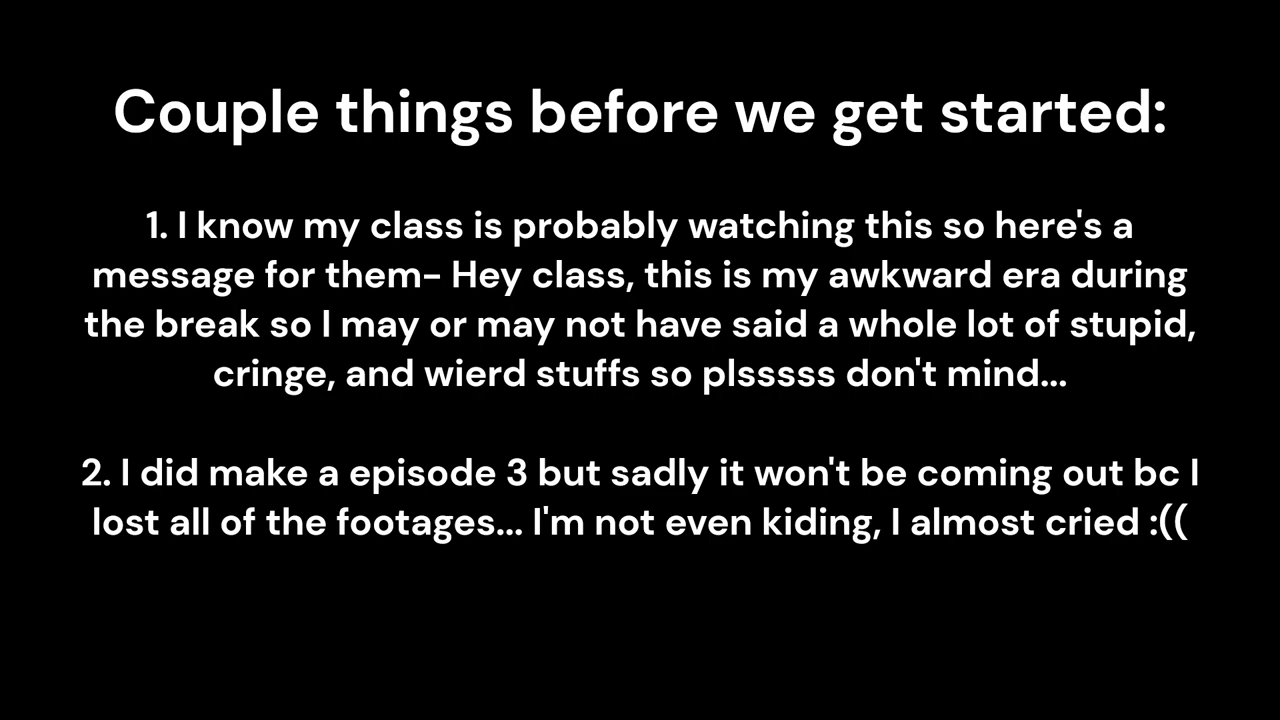 Couple things before we get started:
1. I know my class is probably watching this so here's a
message for them- Hey class, this is my awkward era during
the break so I may or may not have said a whole lot of stupid,
cringe, and wierd stuffs so plsssss don't mind...
2. I did make a episode 3 but sadly it won't be coming out bc I
lost all of the footages... I'm not even kiding, I almost cried :((